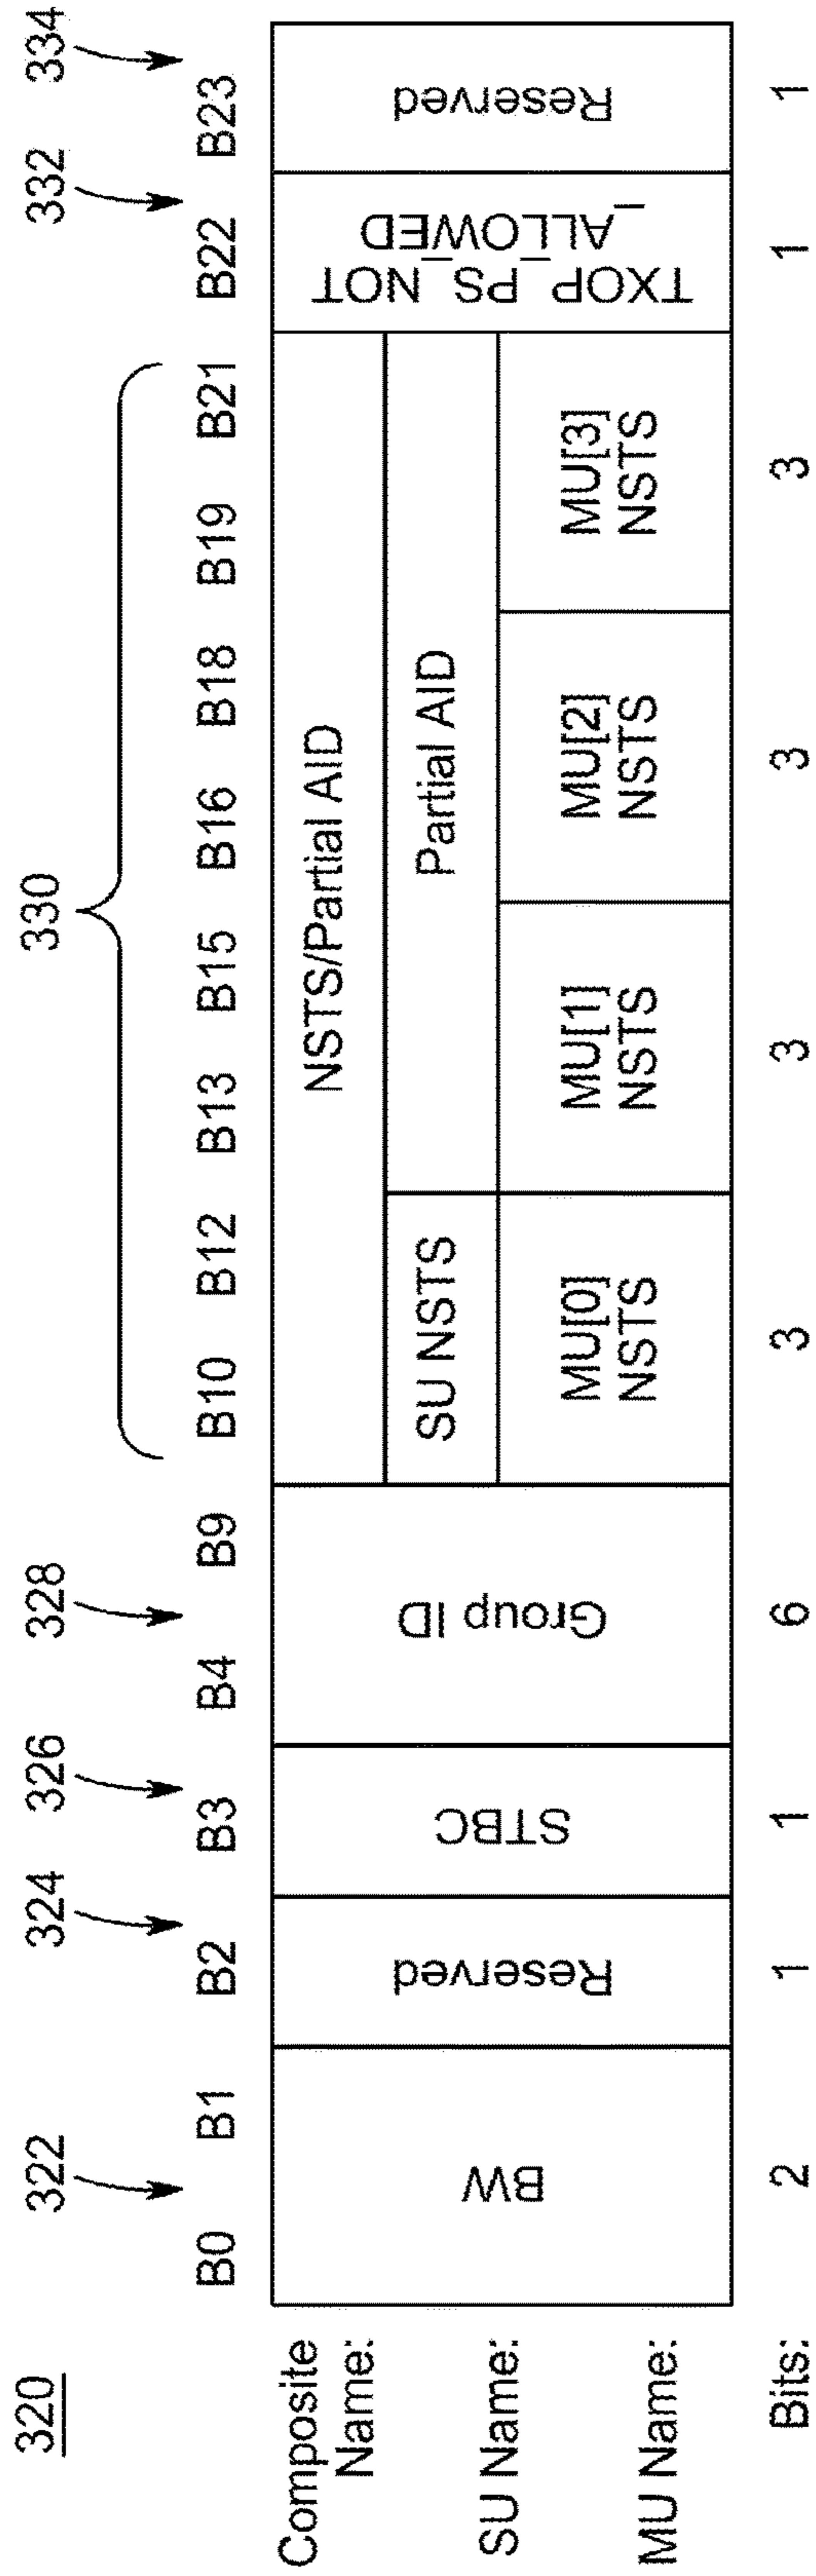 320
322
324
326
328
330
332
334
B0
B1
B2
B3
B4
B9
B10
B12
B13
B15
B16
B18
B19
B21
B22
B23
Composite
Name:
SU Name:
MU Name:
BW
Reserved
STBC
Group ID
NSTS/Partial AID
SU NSTS
Partial AID
MU[0]
NSTS
MU[1]
NSTS
MU[2]
NSTS
MU[3]
NSTS
TXOP_PS_NOT
_ALLOWED
Reserved
Bits:
2
1
1
6
3
3
3
3
1
1